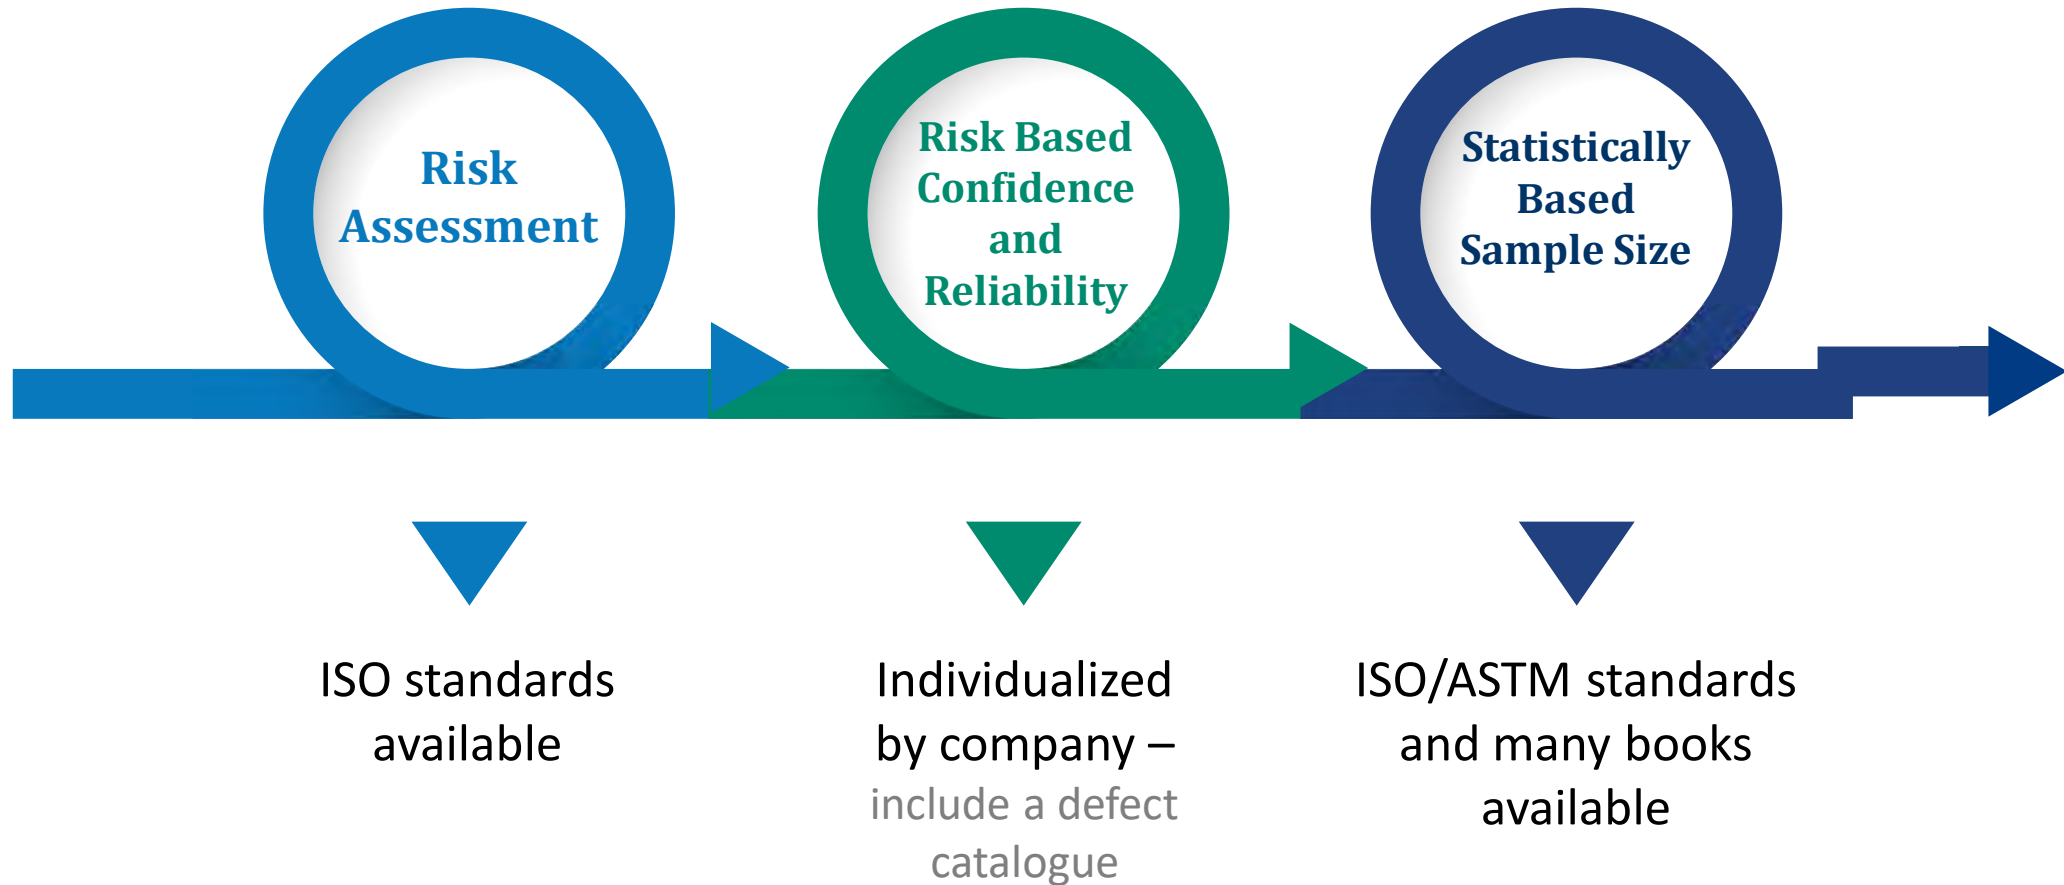 Risk
Assessment
Risk Based
Confidence
and
Reliability
Statistically
Based
Sample Size
ISO standards
available
Individualized
by company –
include a defect
catalogue
ISO/ASTM standards
and many books
available